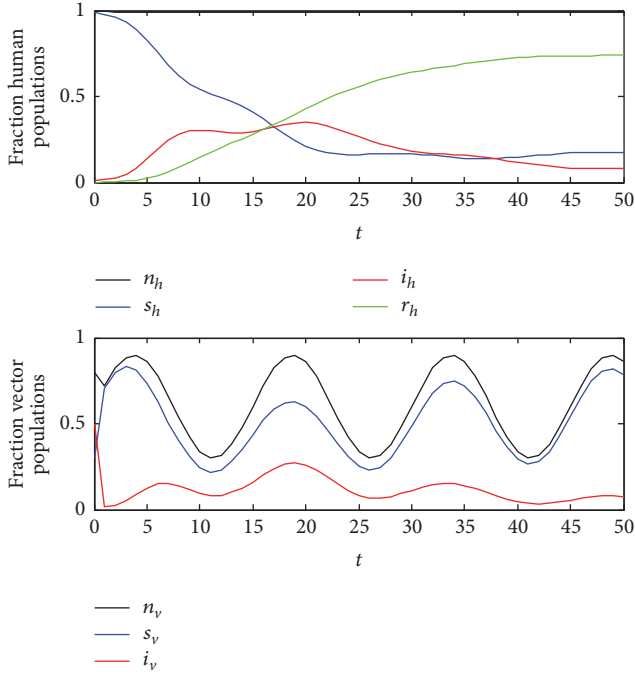 Fraction human
populations
1
0.5
0
0 5 10 15 20 25 30 35 40 45 50
t
n_h
s_h
i_h
r_h
Fraction vector
populations
1
0.5
0
0 5 10 15 20 25 30 35 40 45 50
t
n_v
s_v
i_v